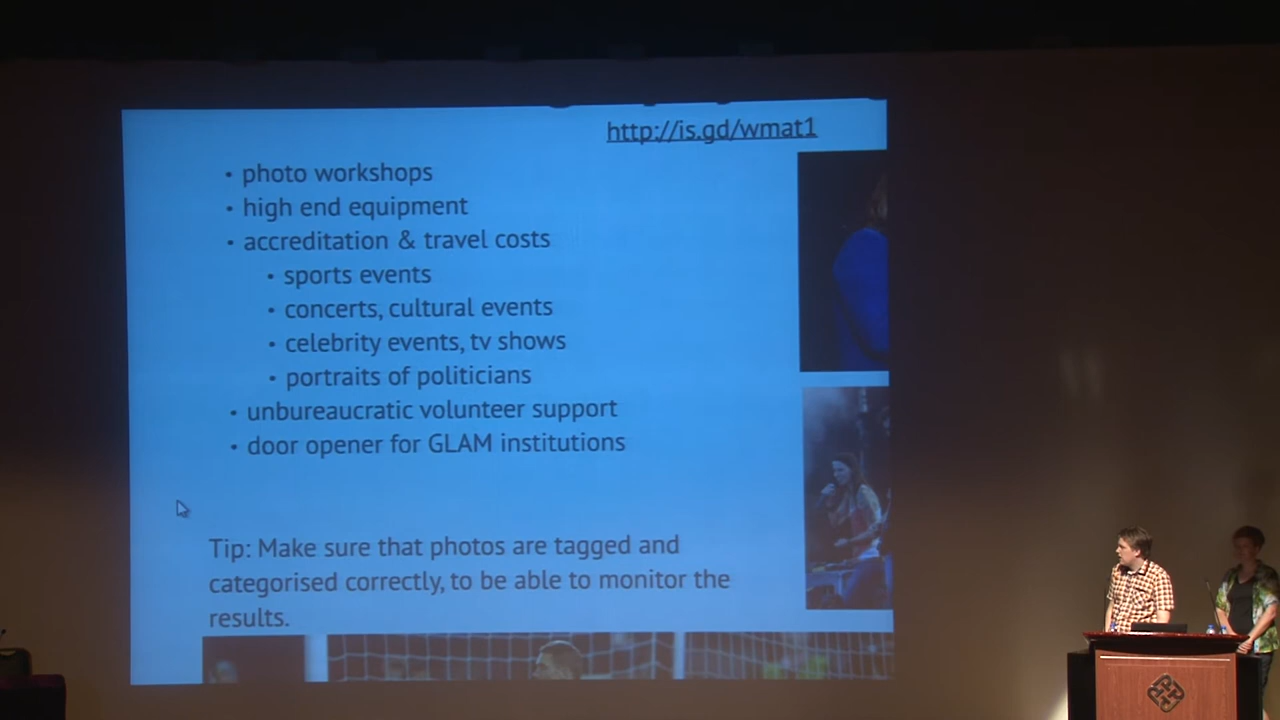 http://is.gd/wmat1
• photo workshops
• high end equipment
• accreditation & travel costs
• sports events
• concerts, cultural events
• celebrity events, tv shows
• portraits of politicians
• unbureaucratic volunteer support
• door opener for GLAM institutions
Tip: Make sure that photos are tagged and
categorised correctly, to be able to monitor the
results.